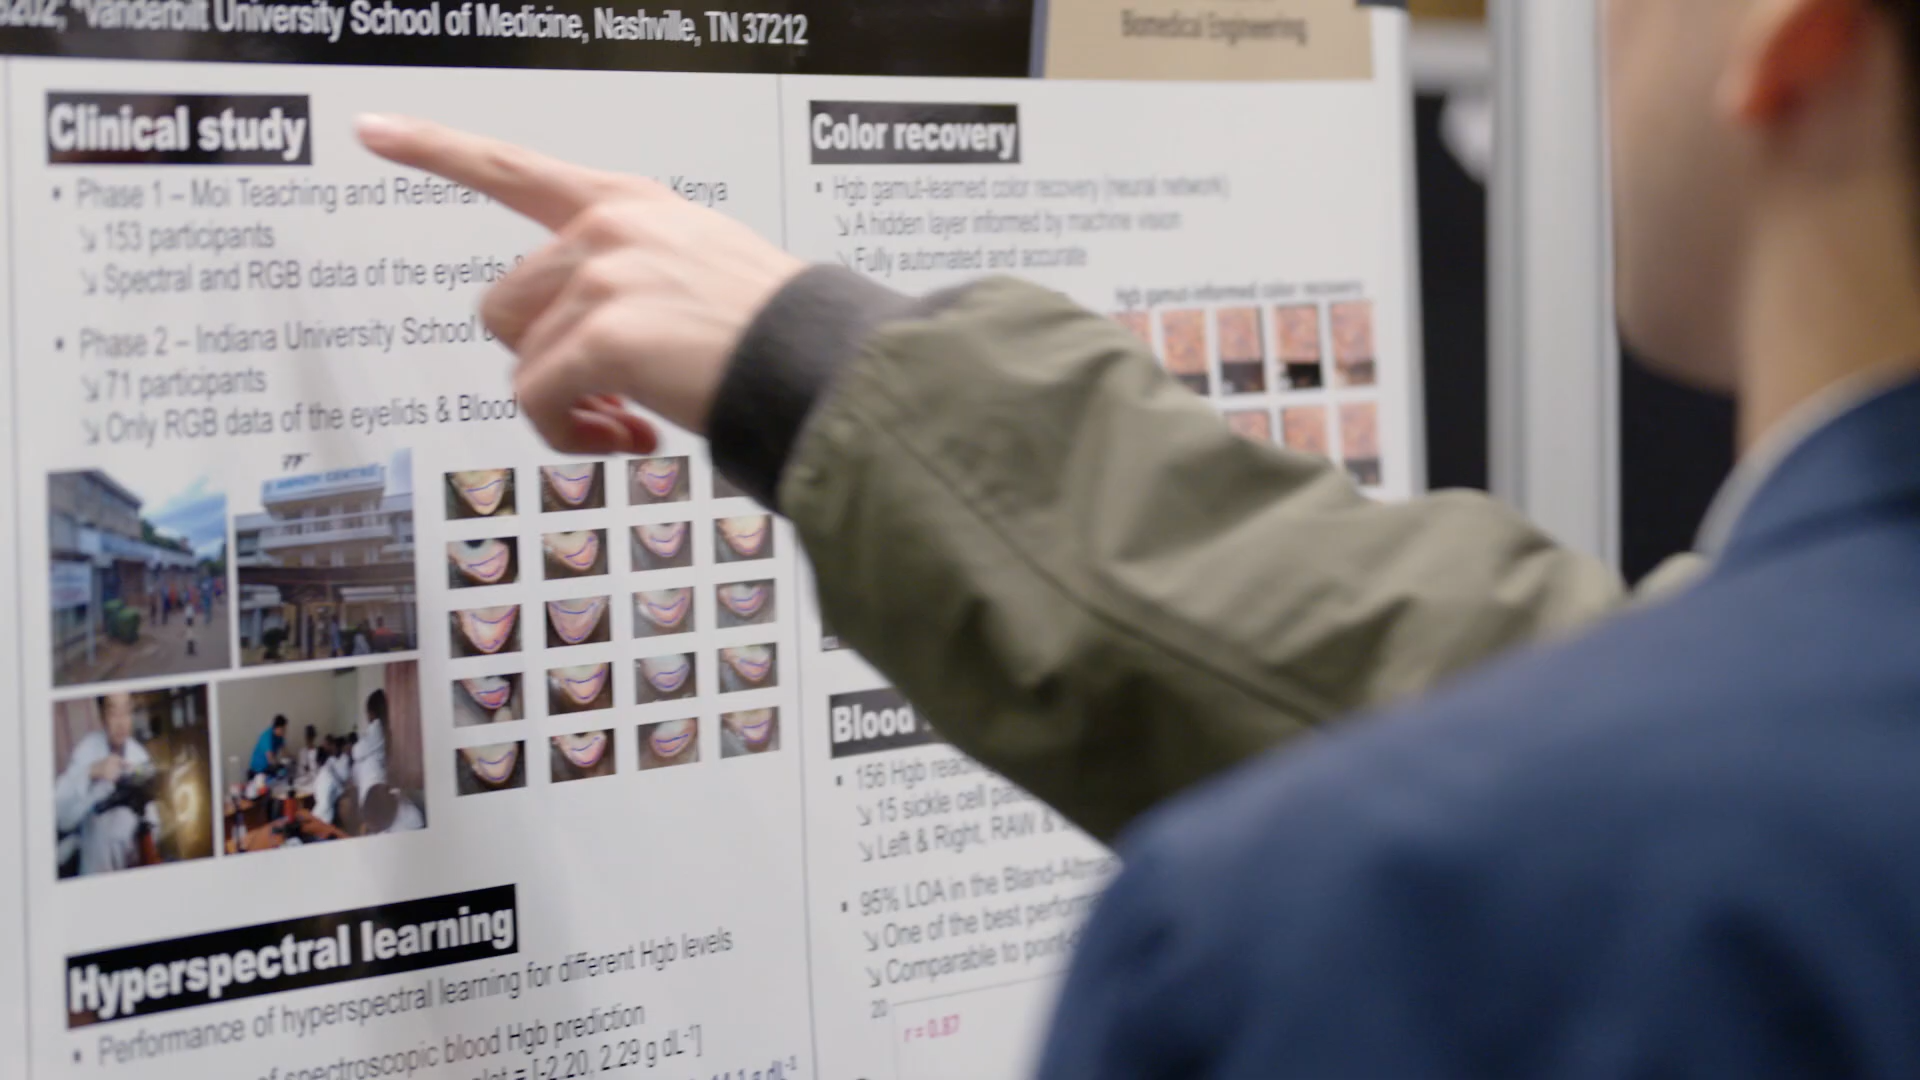 Vanderbilt University School of Medicine, Nashville, TN 37212
Biomedical Engineering
Clinical study
• Phase 1 – Moi Teaching and Referral Kenya
↘ 153 participants
↘ Spectral and RGB data of the eyelids
• Phase 2 – Indiana University School
↘ 71 participants
↘ Only RGB data of the eyelids & Blood
Hyperspectral learning
• Performance of hyperspectral learning for different Hgb levels
of spectroscopic blood Hgb prediction
= [-2.20, 2.29 g dL⁻¹]
Color recovery
• Hgb gamut-learned color recovery (neural network)
↘ A hidden layer informed by machine vision
↘ Fully automated and accurate
Hgb gamut-informed color recovery
Blood
• 156 Hgb
↘ 15 sickle cell
↘ Left & Right, RAW &
• 95% LOA in the Bland-Altman
↘ One of the best
↘ Comparable to
20
r = 0.87